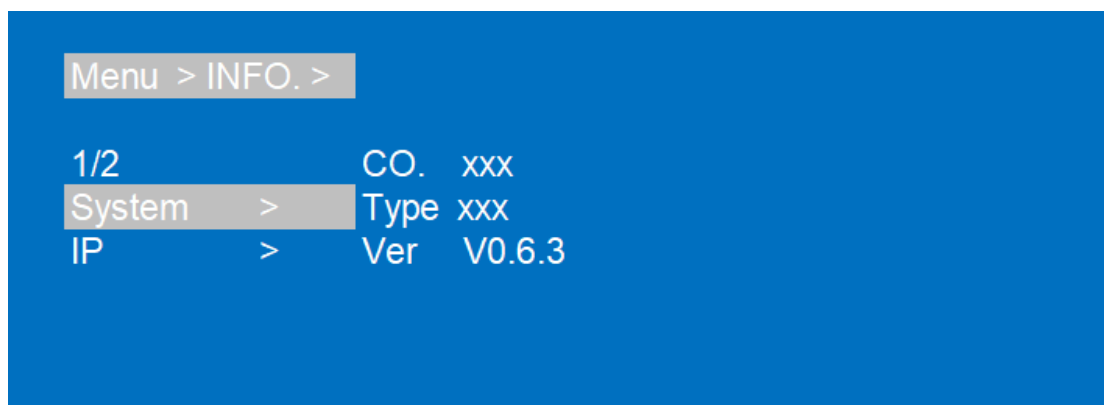 Menu > INFO. >
1/2 CO. xxx
System > Type xxx
IP > Ver V0.6.3